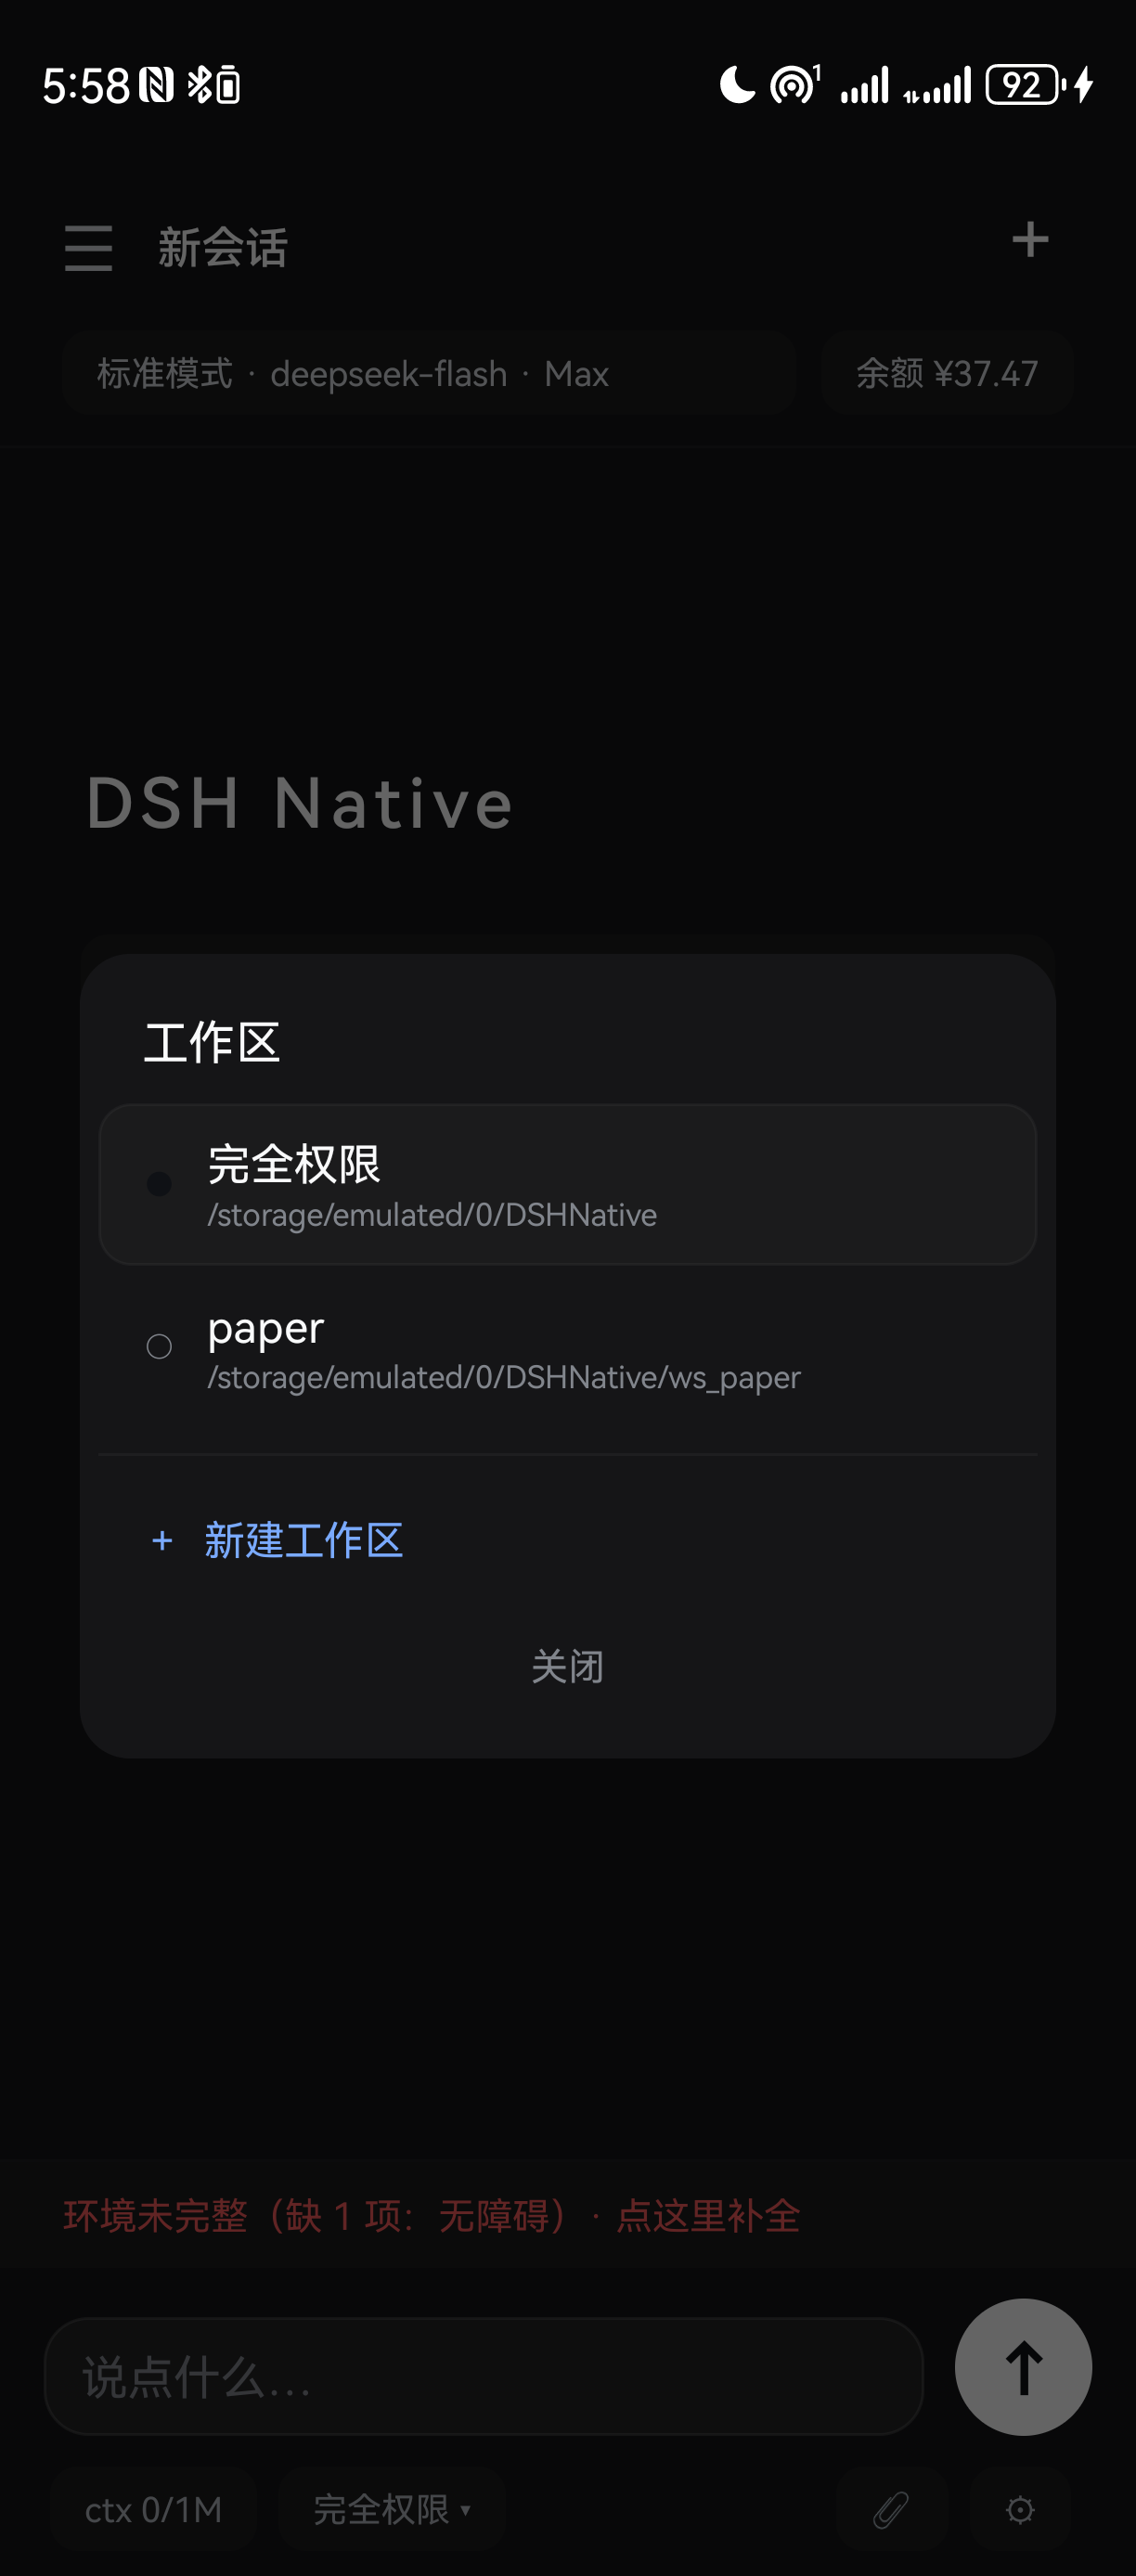 5:58
1
92
新会话
+
标准模式 · deepseek-flash · Max
余额 ¥37.47
DSH Native
工作区
完全权限
/storage/emulated/0/DSHNative
paper
/storage/emulated/0/DSHNative/ws_paper
+ 新建工作区
关闭
环境未完整（缺 1 项：无障碍）· 点这里补全
说点什么…
ctx 0/1M
完全权限 ▾